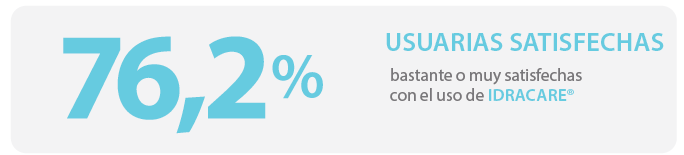 76,2%
USUARIAS SATISFECHAS
bastante o muy satisfechas
con el uso de IDRACARE®